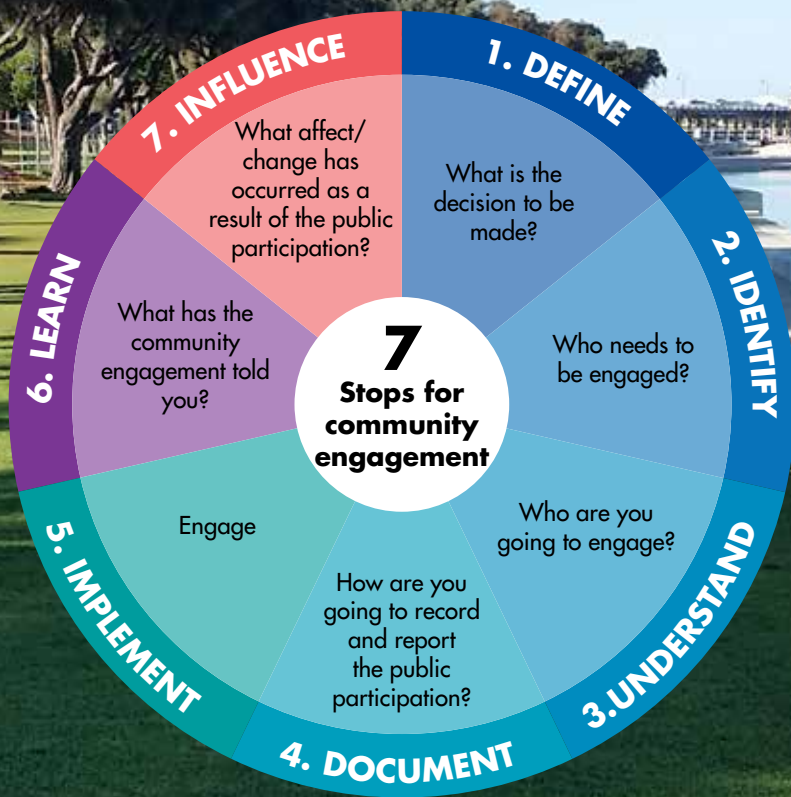 7
Stops for
community
engagement
1. DEFINE
What is the
decision to be
made?
2. IDENTIFY
Who needs to
be engaged?
3.UNDERSTAND
Who are you
going to engage?
4. DOCUMENT
How are you
going to record
and report
the public
participation?
5. IMPLEMENT
Engage
6. LEARN
What has the
community
engagement told
you?
7. INFLUENCE
What affect/
change has
occurred as a
result of the public
participation?